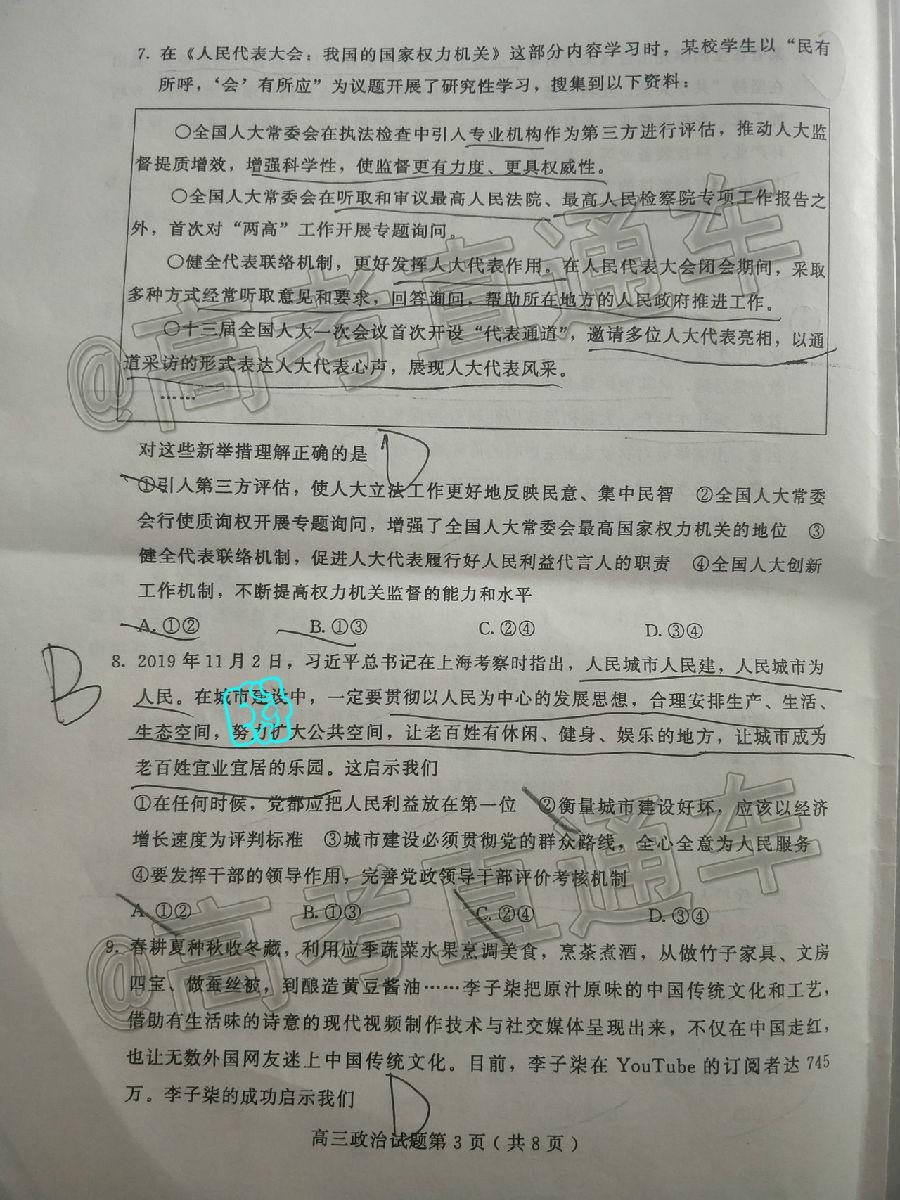 7. 在《人民代表大会：我国的国家权力机关》这部分内容学习时，某校学生以“民有
所呼，‘会’有所应”为议题开展了研究性学习，搜集到以下资料：
〇全国人大常委会在执法检查中引入专业机构作为第三方进行评估，推动人大监
督提质增效，增强科学性，使监督更有力度、更具权威性。
〇全国人大常委会在听取和审议最高人民法院、最高人民检察院专项工作报告之
外，首次对“两高”工作开展专题询问。
〇健全代表联络机制，更好发挥人大代表作用。在人民代表大会闭会期间，采取
多种方式经常听取意见和要求，回答询问，帮助所在地方的人民政府推进工作。
〇十三届全国人大一次会议首次开设“代表通道”，邀请多位人大代表亮相，以通
道采访的形式表达人大代表心声，展现人大代表风采。
……
对这些新举措理解正确的是 D
①引入第三方评估，使人大立法工作更好地反映民意、集中民智 ②全国人大常委
会行使质询权开展专题询问，增强了全国人大常委会最高国家权力机关的地位 ③
健全代表联络机制，促进人大代表履行好人民利益代言人的职责 ④全国人大创新
工作机制，不断提高权力机关监督的能力和水平
A. ①② B. ①③ C. ②④ D. ③④
B
8. 2019年11月2日，习近平总书记在上海考察时指出，人民城市人民建，人民城市为
人民。在城市建设中，一定要贯彻以人民为中心的发展思想，合理安排生产、生活、
生态空间，努力扩大公共空间，让老百姓有休闲、健身、娱乐的地方，让城市成为
老百姓宜业宜居的乐园。这启示我们
①在任何时候，党都应把人民利益放在第一位 ②衡量城市建设好坏，应该以经济
增长速度为评判标准 ③城市建设必须贯彻党的群众路线，全心全意为人民服务
④要发挥干部的领导作用，完善党政领导干部评价考核机制
A. ①② B. ①③ C. ②④ D. ③④
9. 春耕夏种秋收冬藏，利用应季蔬菜水果烹调美食，烹茶煮酒，从做竹子家具、文房
四宝、做蚕丝被，到酿造黄豆酱油……李子柒把原汁原味的中国传统文化和工艺，
借助有生活味的诗意的现代视频制作技术与社交媒体呈现出来，不仅在中国走红，
也让无数外国网友迷上中国传统文化。目前，李子柒在 YouTube 的订阅者达 745
万。李子柒的成功启示我们 D
高三政治试题第3页（共8页）
@高考直通车
@高考直通车